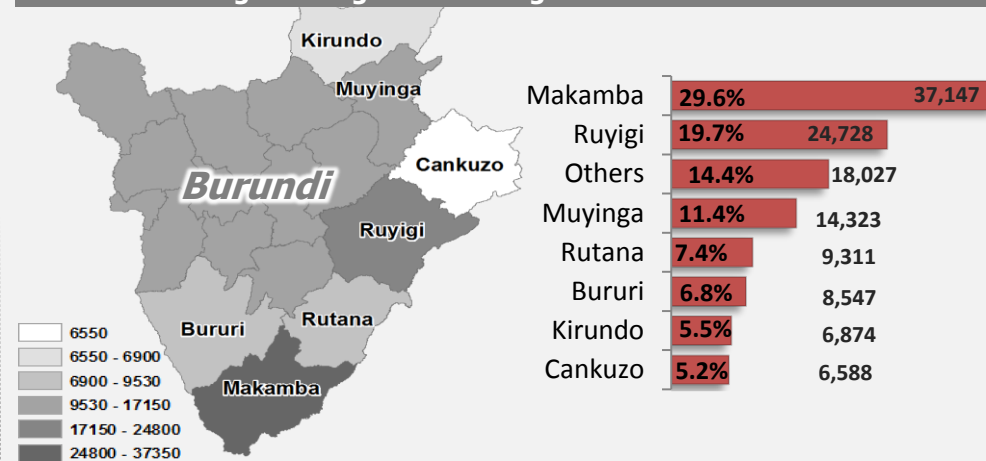 Kirundo
Muyinga
Cankuzo
Burundi
Ruyigi
Rutana
Bururi
Makamba
6550
6550 - 6900
6900 - 9530
9530 - 17150
17150 - 24800
24800 - 37350
Makamba 29.6% 37,147
Ruyigi 19.7% 24,728
Others 14.4% 18,027
Muyinga 11.4% 14,323
Rutana 7.4% 9,311
Bururi 6.8% 8,547
Kirundo 5.5% 6,874
Cankuzo 5.2% 6,588